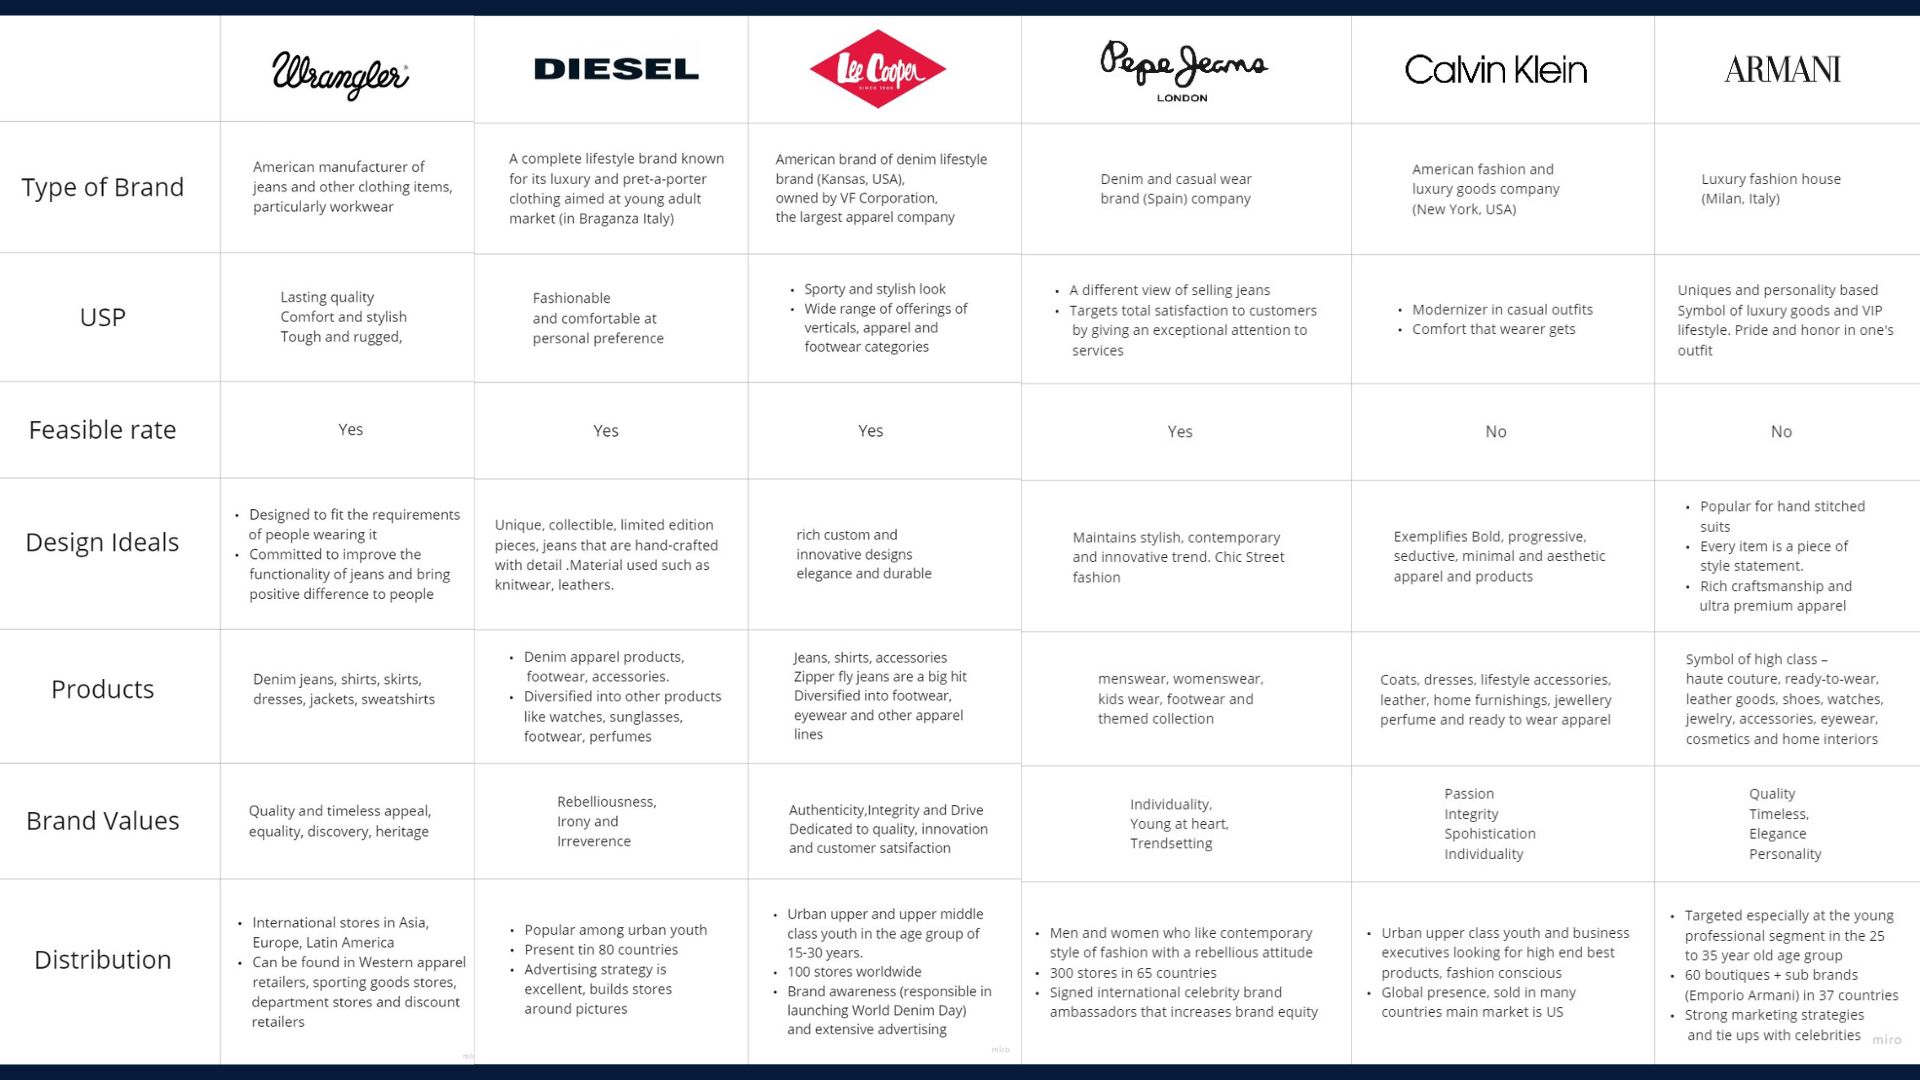 Wrangler
DIESEL
Lee Cooper
SINCE 1908
Pepe Jeans
LONDON
Calvin Klein
ARMANI
Type of Brand
American manufacturer of
jeans and other clothing items,
particularly workwear
A complete lifestyle brand known
for its luxury and pret-a-porter
clothing aimed at young adult
market (in Braganza Italy)
American brand of denim lifestyle
brand (Kansas, USA),
owned by VF Corporation,
the largest apparel company
Denim and casual wear
brand (Spain) company
American fashion and
luxury goods company
(New York, USA)
Luxury fashion house
(Milan, Italy)
USP
Lasting quality
Comfort and stylish
Tough and rugged,
Fashionable
and comfortable at
personal preference
• Sporty and stylish look
• Wide range of offerings of
verticals, apparel and
footwear categories
• A different view of selling jeans
• Targets total satisfaction to customers
by giving an exceptional attention to
services
• Modernizer in casual outfits
• Comfort that wearer gets
Uniques and personality based
Symbol of luxury goods and VIP
lifestyle. Pride and honor in one's
outfit
Feasible rate
Yes
Yes
Yes
Yes
No
No
Design Ideals
• Designed to fit the requirements
of people wearing it
• Committed to improve the
functionality of jeans and bring
positive difference to people
Unique, collectible, limited edition
pieces, jeans that are hand-crafted
with detail .Material used such as
knitwear, leathers.
rich custom and
innovative designs
elegance and durable
Maintains stylish, contemporary
and innovative trend. Chic Street
fashion
Exemplifies Bold, progressive,
seductive, minimal and aesthetic
apparel and products
• Popular for hand stitched
suits
• Every item is a piece of
style statement.
• Rich craftsmanship and
ultra premium apparel
Products
Denim jeans, shirts, skirts,
dresses, jackets, sweatshirts
• Denim apparel products,
footwear, accessories.
• Diversified into other products
like watches, sunglasses,
footwear, perfumes
Jeans, shirts, accessories
Zipper fly jeans are a big hit
Diversified into footwear,
eyewear and other apparel
lines
menswear, womenswear,
kids wear, footwear and
themed collection
Coats, dresses, lifestyle accessories,
leather, home furnishings, jewellery
perfume and ready to wear apparel
Symbol of high class –
haute couture, ready-to-wear,
leather goods, shoes, watches,
jewelry, accessories, eyewear,
cosmetics and home interiors
Brand Values
Quality and timeless appeal,
equality, discovery, heritage
Rebelliousness,
Irony and
Irreverence
Authenticity,Integrity and Drive
Dedicated to quality, innovation
and customer satsifaction
Individuality,
Young at heart,
Trendsetting
Passion
Integrity
Spohistication
Individuality
Quality
Timeless,
Elegance
Personality
Distribution
• International stores in Asia,
Europe, Latin America
• Can be found in Western apparel
retailers, sporting goods stores,
department stores and discount
retailers
• Popular among urban youth
• Present tin 80 countries
• Advertising strategy is
excellent, builds stores
around pictures
• Urban upper and upper middle
class youth in the age group of
15-30 years.
• 100 stores worldwide
• Brand awareness (responsible in
launching World Denim Day)
and extensive advertising
• Men and women who like contemporary
style of fashion with a rebellious attitude
• 300 stores in 65 countries
• Signed international celebrity brand
ambassadors that increases brand equity
• Urban upper class youth and business
executives looking for high end best
products, fashion conscious
• Global presence, sold in many
countries main market is US
• Targeted especially at the young
professional segment in the 25
to 35 year old age group
• 60 boutiques + sub brands
(Emporio Armani) in 37 countries
• Strong marketing strategies
and tie ups with celebrities
miro
miro